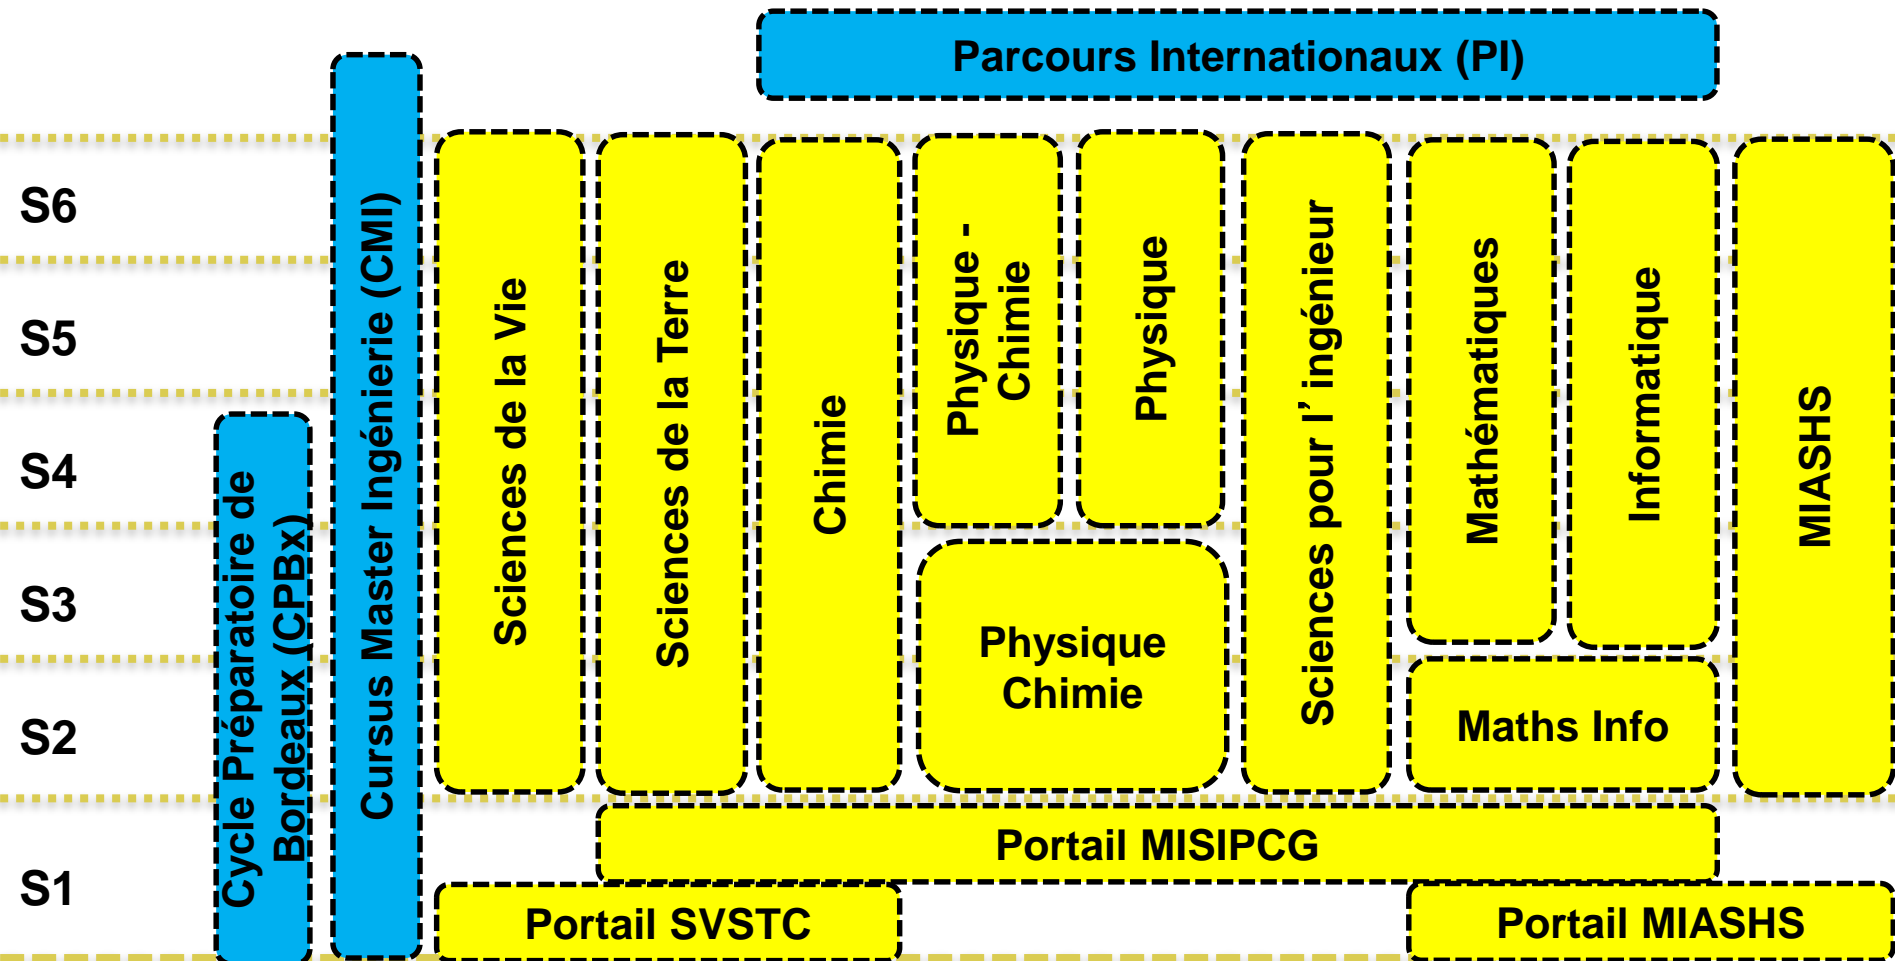 Parcours Internationaux (PI)
S6
S5
S4
S3
S2
S1
Cycle Préparatoire de
Bordeaux (CPBx)
Cursus Master Ingénierie (CMI)
Sciences de la Vie
Sciences de la Terre
Chimie
Physique -
Chimie
Physique
Physique
Chimie
Sciences pour l’ ingénieur
Mathématiques
Informatique
Maths Info
MIASHS
Portail MISIPCG
Portail SVSTC
Portail MIASHS